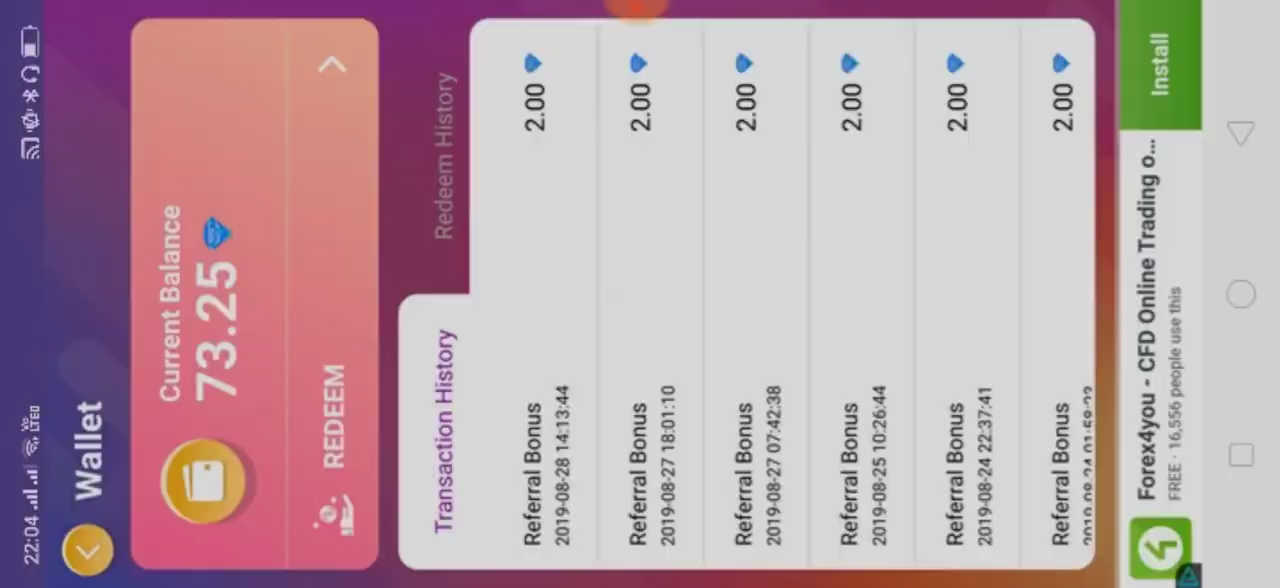 22:04
Wallet
Current Balance
73.25
REDEEM
Transaction History
Redeem History
Referral Bonus
2.00
2019-08-28 14:13:44
Referral Bonus
2.00
2019-08-27 18:01:10
Referral Bonus
2.00
2019-08-27 07:42:38
Referral Bonus
2.00
2019-08-25 10:26:44
Referral Bonus
2.00
2019-08-24 22:37:41
Referral Bonus
2.00
Forex4you - CFD Online Trading o...
FREE · 16,556 people use this
Install